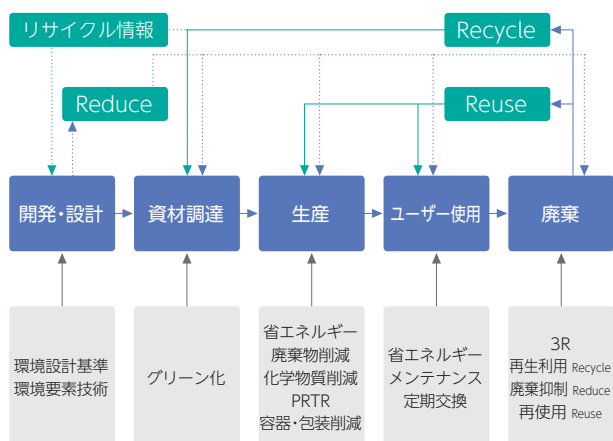 リサイクル情報
Recycle
Reduce
Reuse
開発・設計
資材調達
生産
ユーザー使用
廃棄
環境設計基準
環境要素技術
グリーン化
省エネルギー
廃棄物削減
化学物質削減
PRTR
容器・包装削減
省エネルギー
メンテナンス
定期交換
3R
再生利用 Recycle
廃棄抑制 Reduce
再使用 Reuse